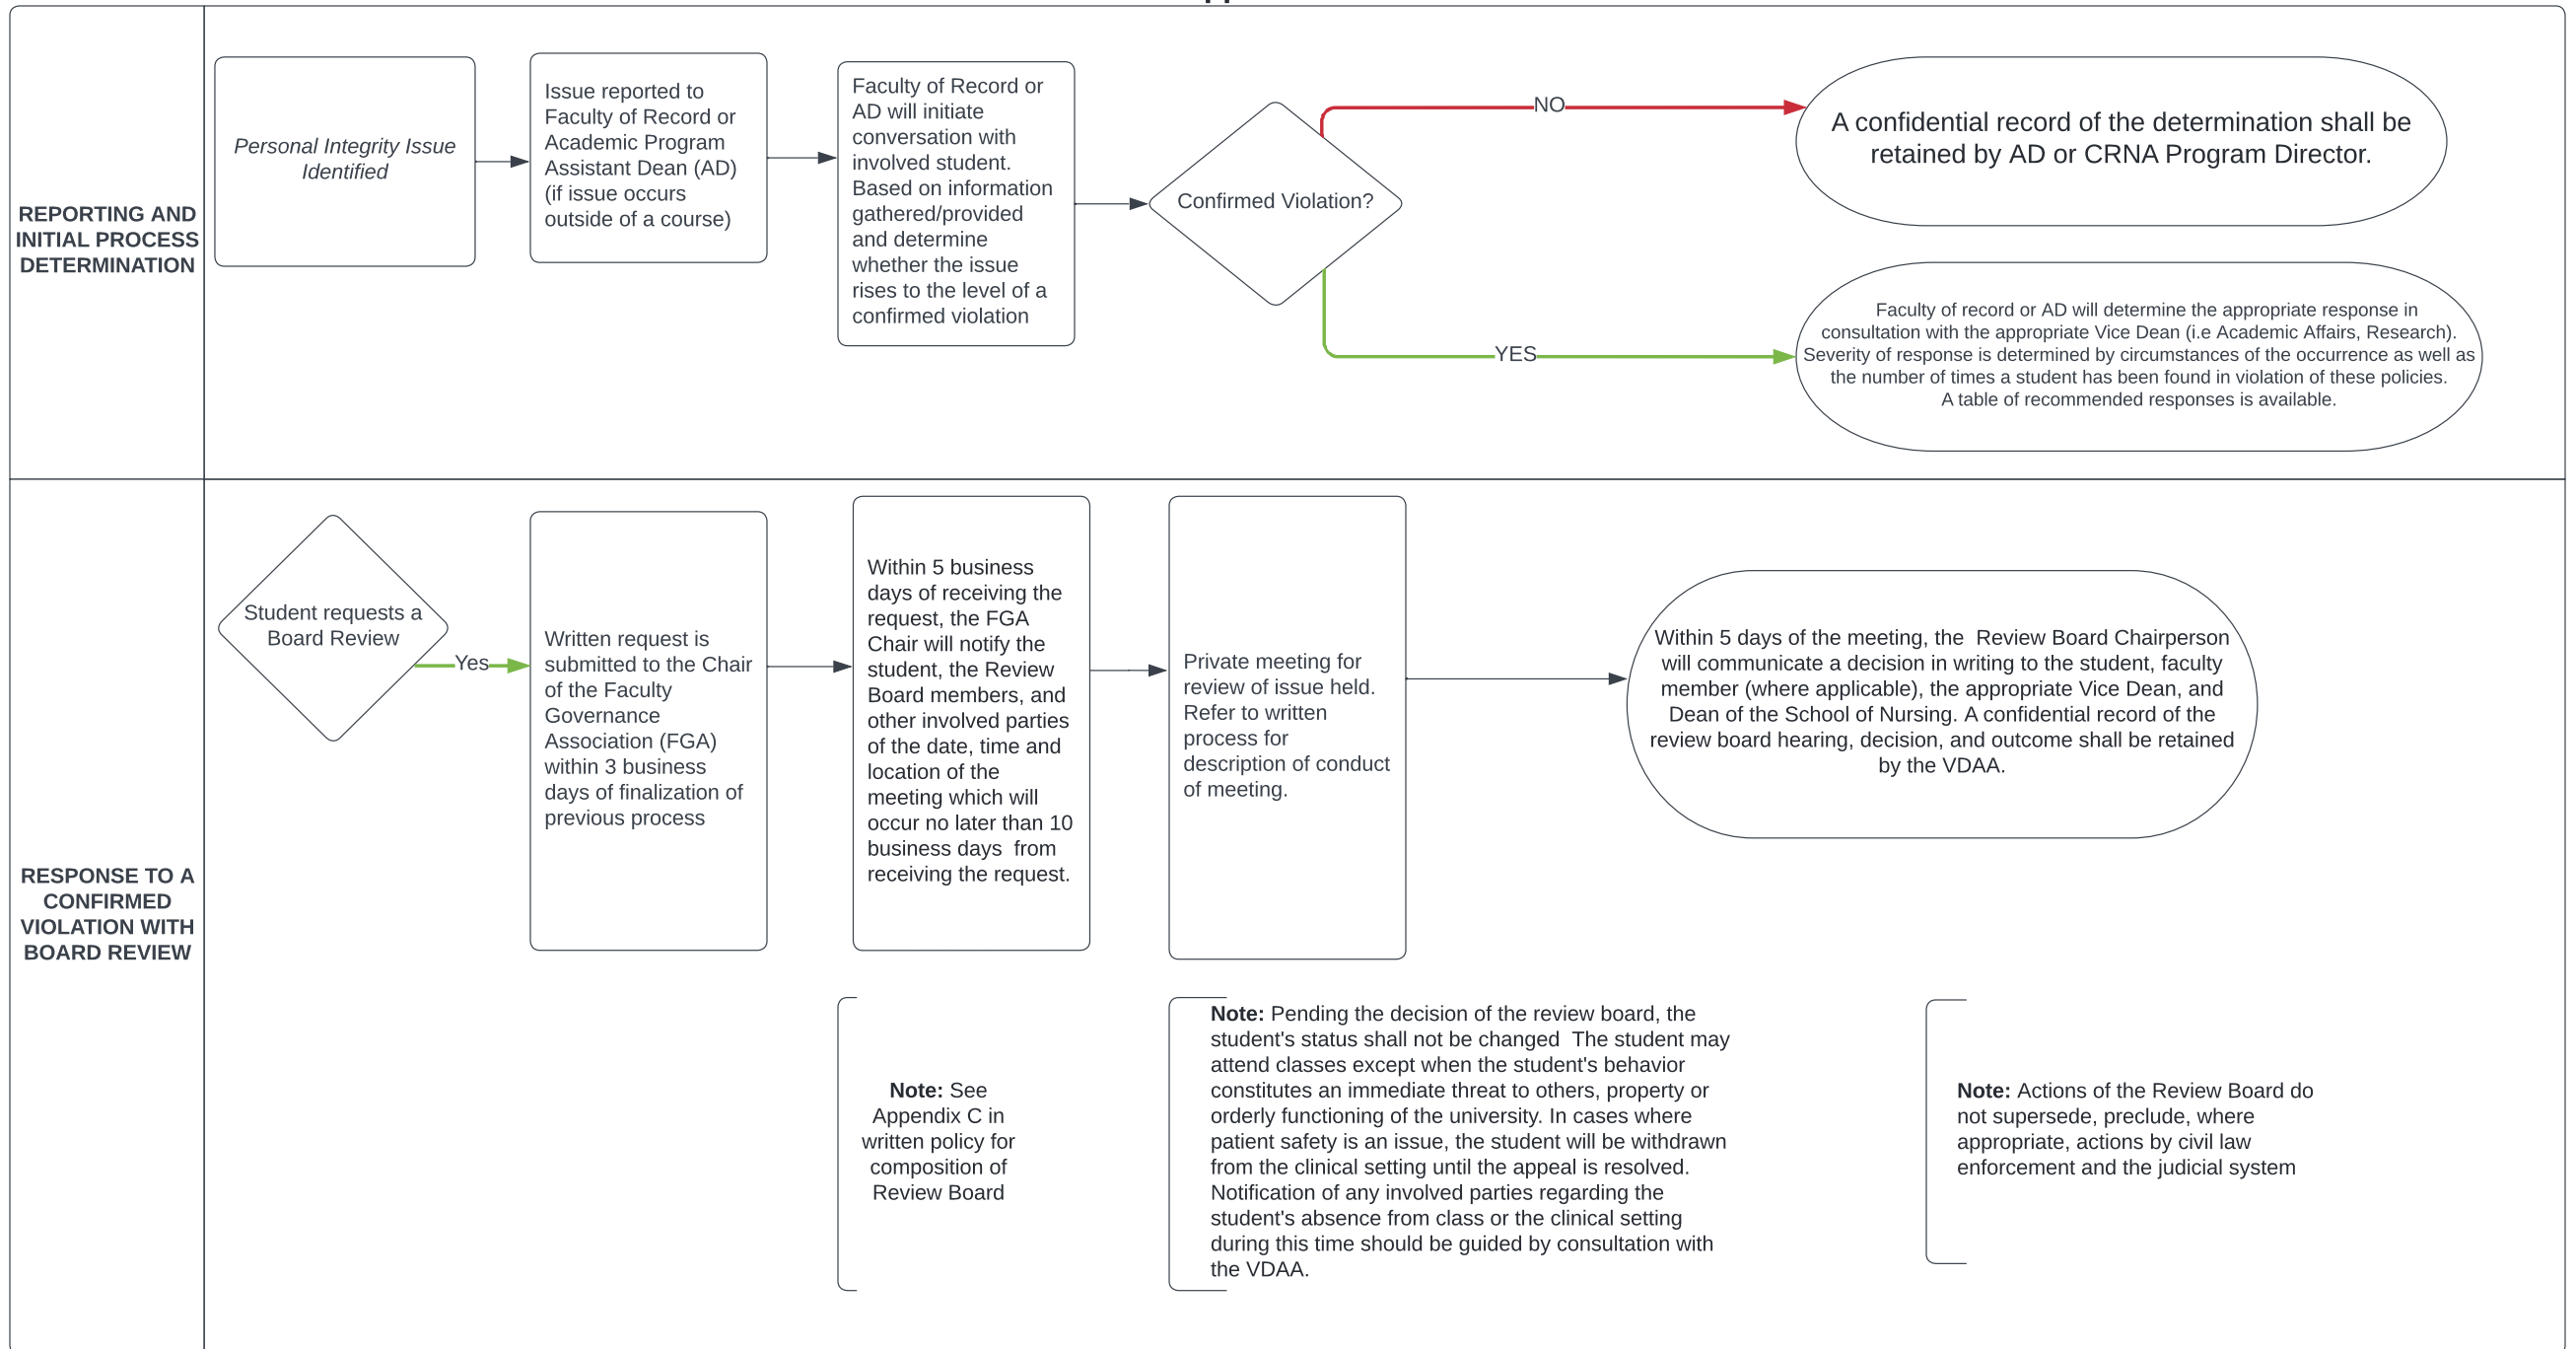 REPORTING AND
INITIAL PROCESS
DETERMINATION
Personal Integrity Issue
Identified
Issue reported to
Faculty of Record or
Academic Program
Assistant Dean (AD)
(if issue occurs
outside of a course)
Faculty of Record or
AD will initiate
conversation with
involved student.
Based on information
gathered/provided
and determine
whether the issue
rises to the level of a
confirmed violation
Confirmed Violation?
NO
A confidential record of the determination shall be
retained by AD or CRNA Program Director.
YES
Faculty of record or AD will determine the appropriate response in
consultation with the appropriate Vice Dean (i.e Academic Affairs, Research).
Severity of response is determined by circumstances of the occurrence as well as
the number of times a student has been found in violation of these policies.
A table of recommended responses is available.
RESPONSE TO A
CONFIRMED
VIOLATION WITH
BOARD REVIEW
Student requests a
Board Review
Yes
Written request is
submitted to the Chair
of the Faculty
Governance
Association (FGA)
within 3 business
days of finalization of
previous process
Within 5 business
days of receiving the
request, the FGA
Chair will notify the
student, the Review
Board members, and
other involved parties
of the date, time and
location of the
meeting which will
occur no later than 10
business days  from
receiving the request.
Private meeting for
review of issue held.
Refer to written
process for
description of conduct
of meeting.
Within 5 days of the meeting, the  Review Board Chairperson
will communicate a decision in writing to the student, faculty
member (where applicable), the appropriate Vice Dean, and
Dean of the School of Nursing. A confidential record of the
review board hearing, decision, and outcome shall be retained
by the VDAA.
Note: See
Appendix C in
written policy for
composition of
Review Board
Note: Pending the decision of the review board, the
student's status shall not be changed  The student may
attend classes except when the student's behavior
constitutes an immediate threat to others, property or
orderly functioning of the university. In cases where
patient safety is an issue, the student will be withdrawn
from the clinical setting until the appeal is resolved.
Notification of any involved parties regarding the
student's absence from class or the clinical setting
during this time should be guided by consultation with
the VDAA.
Note: Actions of the Review Board do
not supersede, preclude, where
appropriate, actions by civil law
enforcement and the judicial system